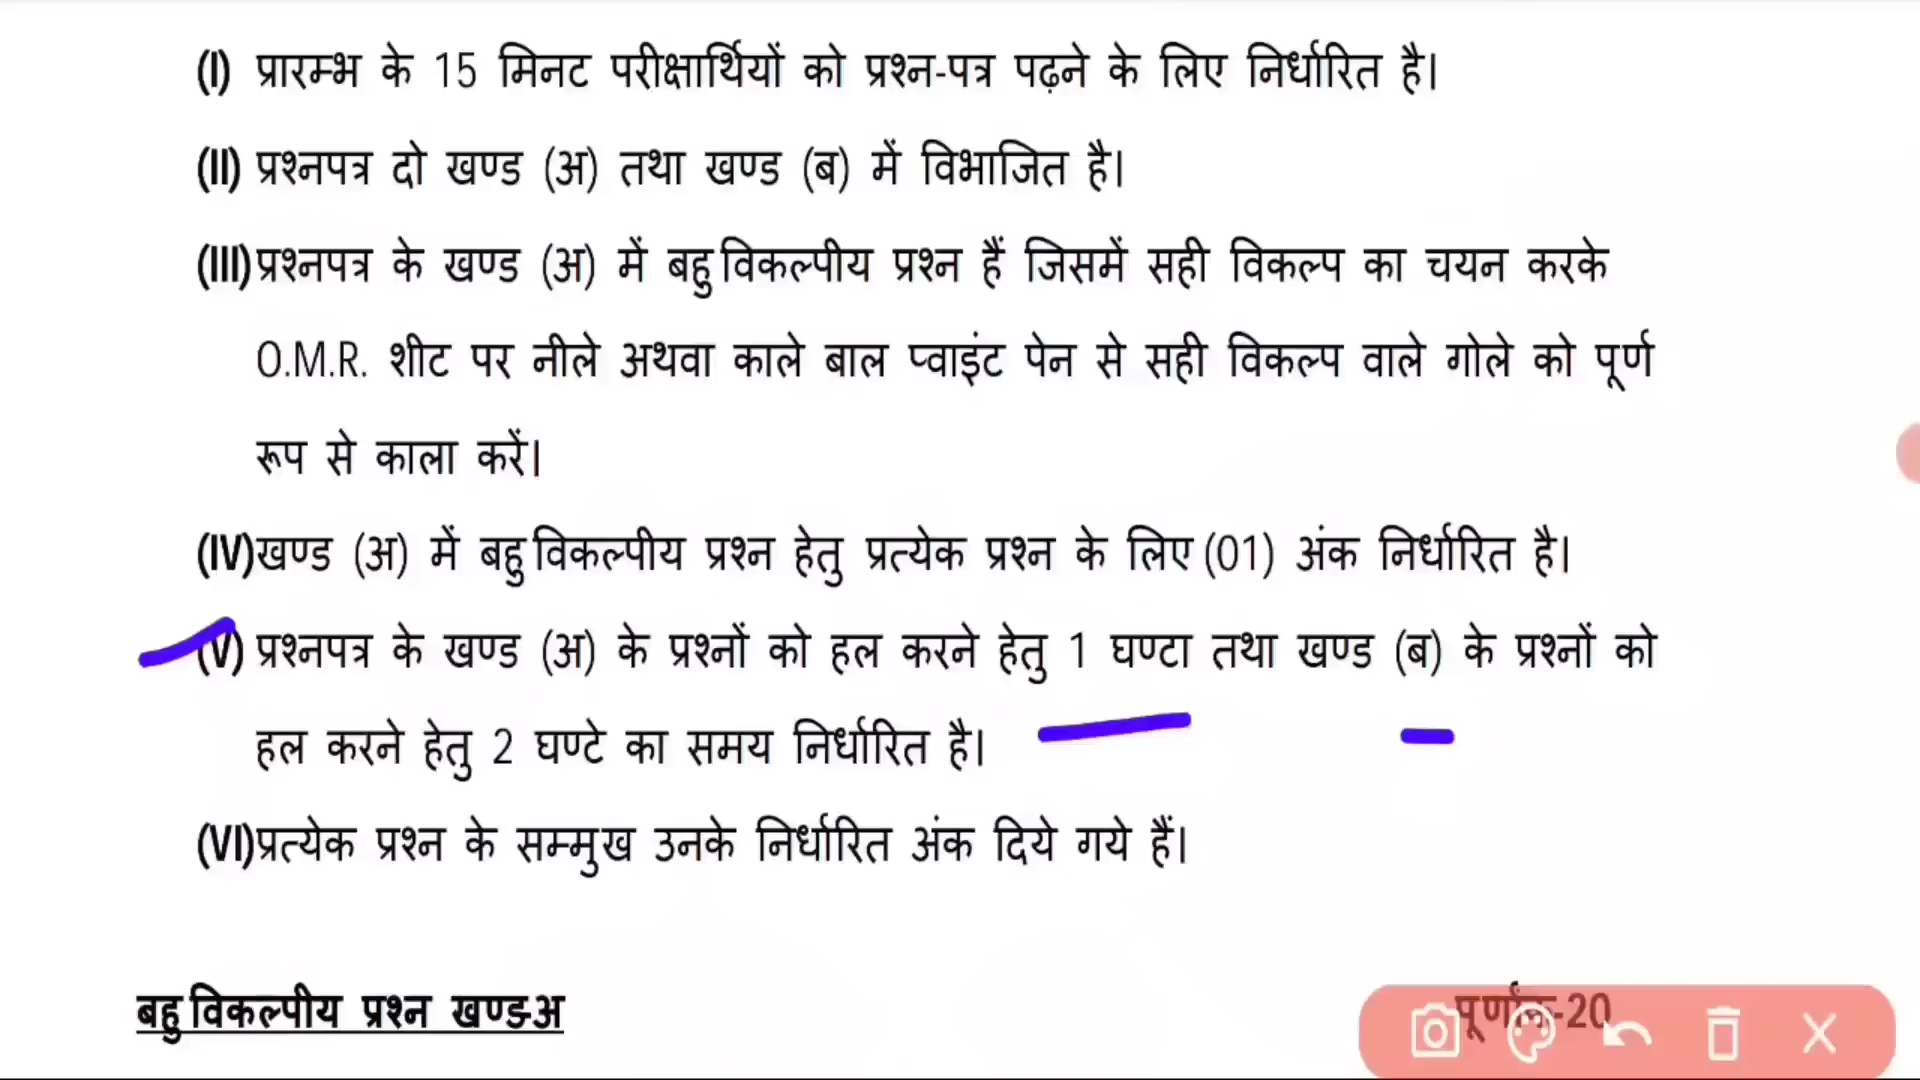 (I) प्रारम्भ के 15 मिनट परीक्षार्थियों को प्रश्न-पत्र पढ़ने के लिए निर्धारित है।
(II) प्रश्नपत्र दो खण्ड (अ) तथा खण्ड (ब) में विभाजित है।
(III) प्रश्नपत्र के खण्ड (अ) में बहुविकल्पीय प्रश्न हैं जिसमें सही विकल्प का चयन करके
O.M.R. शीट पर नीले अथवा काले बाल प्वाइंट पेन से सही विकल्प वाले गोले को पूर्ण
रूप से काला करें।
(IV) खण्ड (अ) में बहुविकल्पीय प्रश्न हेतु प्रत्येक प्रश्न के लिए (01) अंक निर्धारित है।
(V) प्रश्नपत्र के खण्ड (अ) के प्रश्नों को हल करने हेतु 1 घण्टा तथा खण्ड (ब) के प्रश्नों को
हल करने हेतु 2 घण्टे का समय निर्धारित है।
(VI) प्रत्येक प्रश्न के सम्मुख उनके निर्धारित अंक दिये गये हैं।
बहुविकल्पीय प्रश्न खण्ड-अ पूर्णांक-20